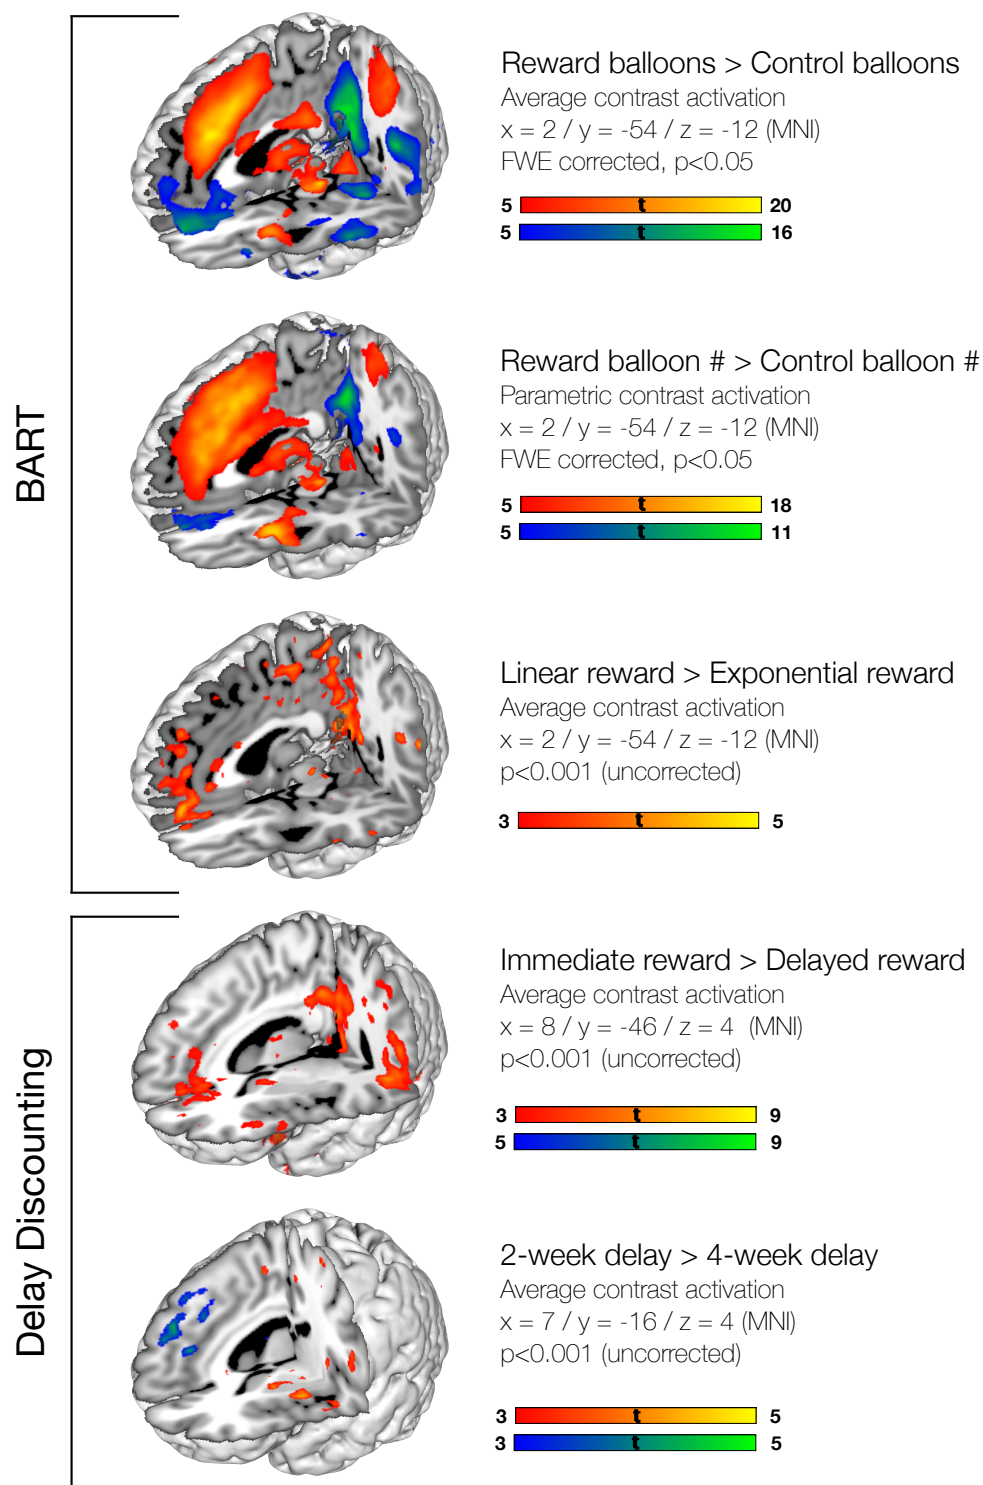 BART
Reward balloons > Control balloons
Average contrast activation
x = 2 / y = -54 / z = -12 (MNI)
FWE corrected, p<0.05
5 t 20
5 t 16
Reward balloon # > Control balloon #
Parametric contrast activation
x = 2 / y = -54 / z = -12 (MNI)
FWE corrected, p<0.05
5 t 18
5 t 11
Linear reward > Exponential reward
Average contrast activation
x = 2 / y = -54 / z = -12 (MNI)
p<0.001 (uncorrected)
3 t 5
Delay Discounting
Immediate reward > Delayed reward
Average contrast activation
x = 8 / y = -46 / z = 4 (MNI)
p<0.001 (uncorrected)
3 t 9
5 t 9
2-week delay > 4-week delay
Average contrast activation
x = 7 / y = -16 / z = 4 (MNI)
p<0.001 (uncorrected)
3 t 5
3 t 5